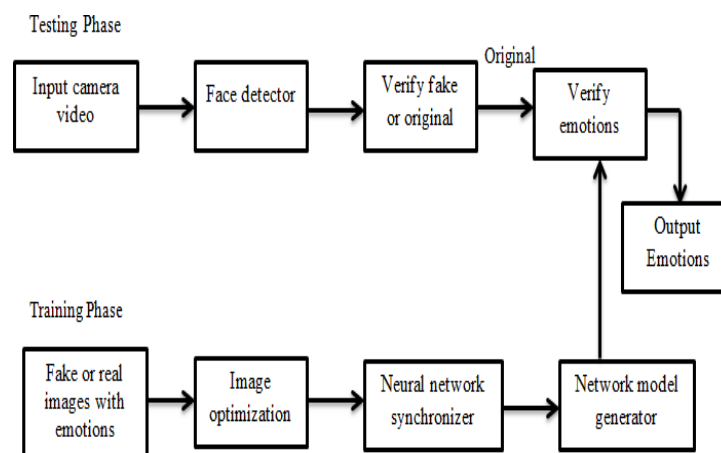 Testing Phase
Input camera
video
Face detector
Verify fake
or original
Original
Verify
emotions
Output
Emotions
Training Phase
Fake or real
images with
emotions
Image
optimization
Neural network
synchronizer
Network model
generator